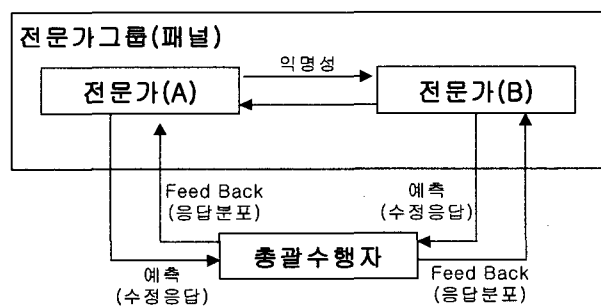 전문가그룹(패널)
익명성
전문가(A)
전문가(B)
Feed Back
(응답분포)
예측
(수정응답)
총괄수행자
예측
(수정응답)
Feed Back
(응답분포)